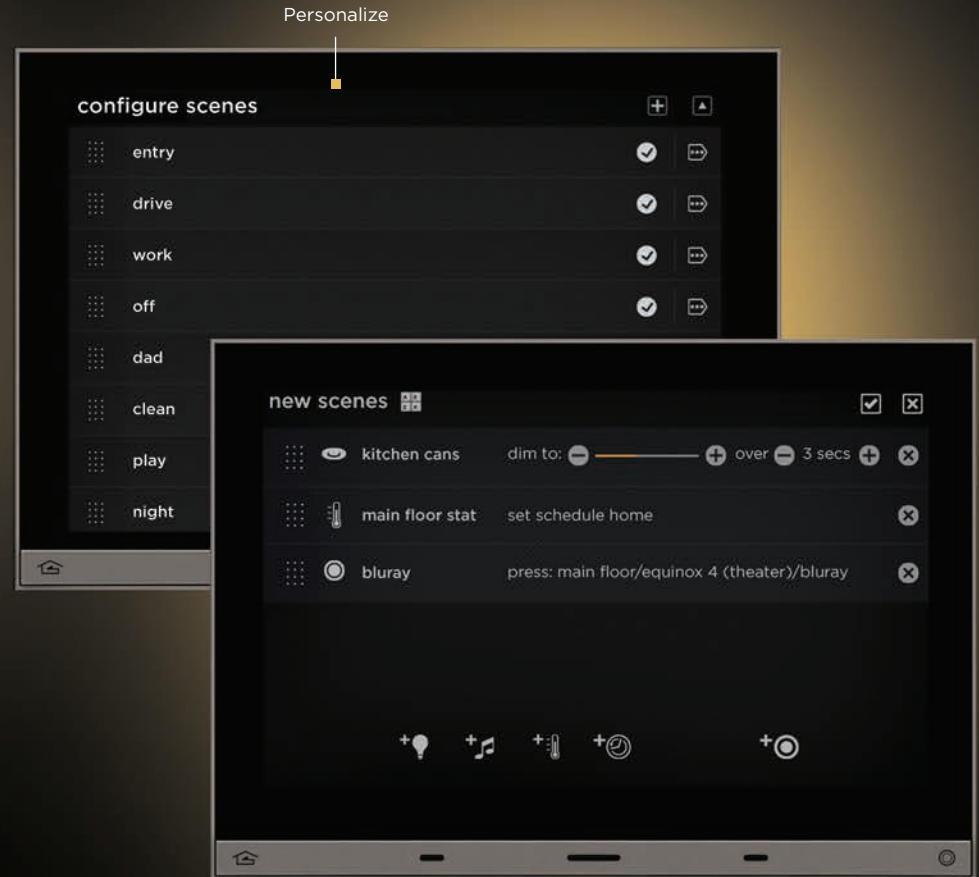 Personalize
configure scenes
entry
drive
work
off
dad
clean
play
night
new scenes
kitchen cans dim to: over 3 secs
main floor stat set schedule home
bluray press: main floor/equinox 4 (theater)/bluray